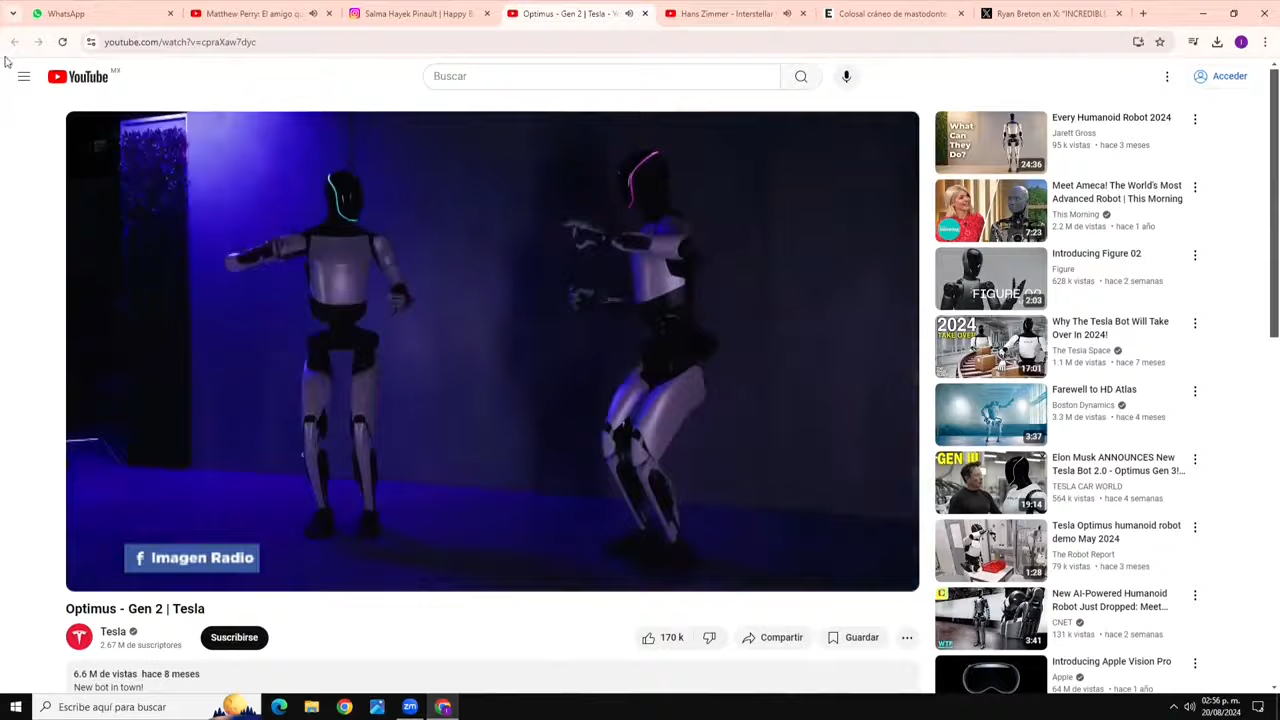 WhatsApp
Matthew Perry: El amigo qu
Salma Hayek Pinault | Happy
Optimus - Gen 2 | Tesla - Yo
Hans Zimmer - Interstellar
Colosal cráneo de mastodonte
Ryan Breton en X: "INCREDIBL
youtube.com/watch?v=cpraXaw7dyc
YouTube MX
Buscar
Acceder
What
Can
They
Do?
24:36
Every Humanoid Robot 2024
Jarett Gross
95 k vistas • hace 3 meses
7:23
Meet Ameca! The World's Most
Advanced Robot | This Morning
This Morning
2.2 M de vistas • hace 1 año
FIGURE 02
2:03
Introducing Figure 02
Figure
628 k vistas • hace 2 semanas
2024
TAKE OVER
17:01
Why The Tesla Bot Will Take
Over In 2024!
The Tesla Space
1.1 M de vistas • hace 7 meses
3:37
Farewell to HD Atlas
Boston Dynamics
3.3 M de vistas • hace 4 meses
GEN III
19:14
Elon Musk ANNOUNCES New
Tesla Bot 2.0 - Optimus Gen 3!...
TESLA CAR WORLD
564 k vistas • hace 4 semanas
1:28
Tesla Optimus humanoid robot
demo May 2024
The Robot Report
79 k vistas • hace 3 meses
WTF
3:41
New AI-Powered Humanoid
Robot Just Dropped: Meet...
CNET
131 k vistas • hace 2 semanas
Introducing Apple Vision Pro
Apple
64 M de vistas • hace 1 año
f Imagen Radio
Optimus - Gen 2 | Tesla
Tesla
2.67 M de suscriptores
Suscribirse
170 k
Compartir
Guardar
6.6 M de vistas hace 8 meses
New bot in town!
Escribe aquí para buscar
zm
02:56 p. m.
20/08/2024